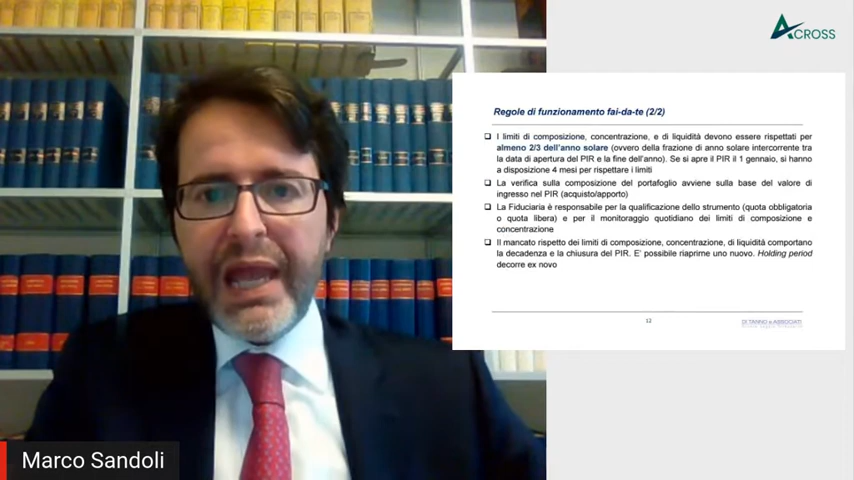 ACROSS
Regole di funzionamento fai-da-te (2/2)
I limiti di composizione, concentrazione, e di liquidità devono essere rispettati per
almeno 2/3 dell'anno solare (ovvero della frazione di anno solare intercorrente tra
la data di apertura del PIR e la fine dell'anno). Se si apre il PIR il 1 gennaio, si hanno
a disposizione 4 mesi per rispettare i limiti
La verifica sulla composizione del portafoglio avviene sulla base del valore di
ingresso nel PIR (acquisto/apporto)
La Fiduciaria è responsabile per la qualificazione dello strumento (quota obbligatoria
o quota libera) e per il monitoraggio quotidiano dei limiti di composizione e
concentrazione
Il mancato rispetto dei limiti di composizione, concentrazione, di liquidità comportano
la decadenza e la chiusura del PIR. E' possibile riaprirne uno nuovo. Holding period
decorre ex novo
12
DI TANNO e ASSOCIATI
Marco Sandoli